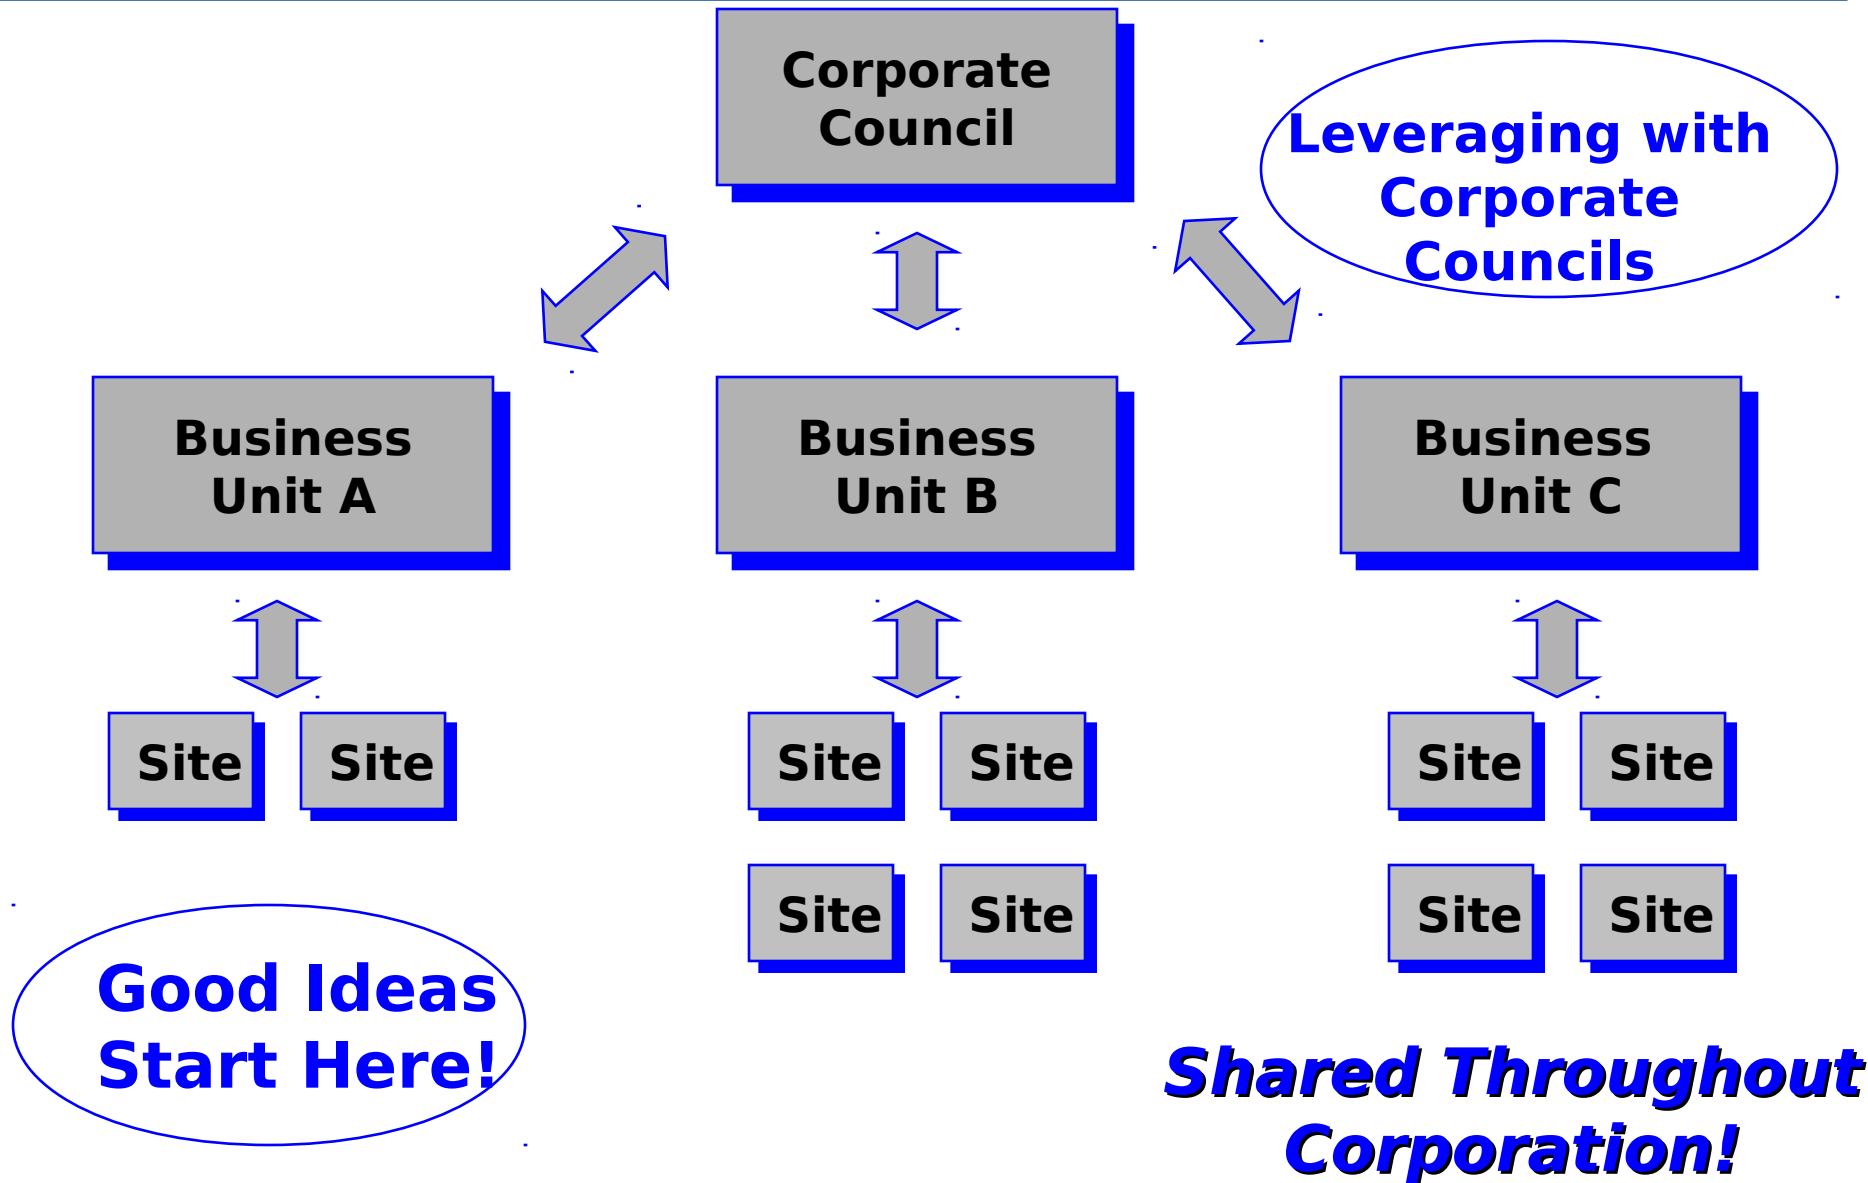 Corporate
Council
Leveraging with
Corporate
Councils
Business
Unit A
Business
Unit B
Business
Unit C
Site
Site
Site
Site
Site
Site
Site
Site
Site
Site
Good Ideas
Start Here!
Shared Throughout
Corporation!